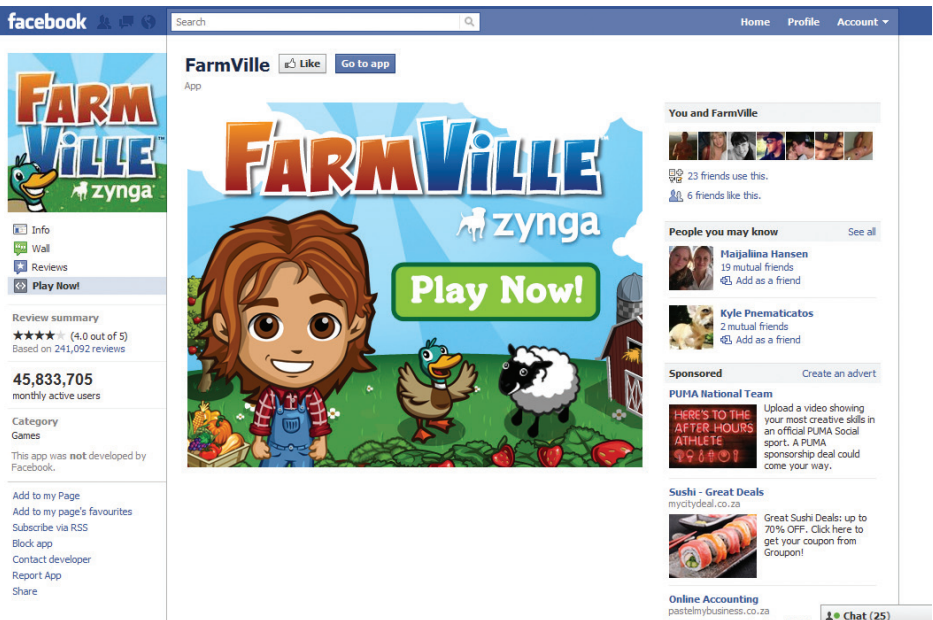 facebook
Search
Home Profile Account
FARM
VILLE
zynga
Info
Wall
Reviews
Play Now!
Review summary
(4.0 out of 5)
Based on 241,092 reviews
45,833,705
monthly active users
Category
Games
This app was not developed by
Facebook.
Add to my Page
Add to my page's favourites
Subscribe via RSS
Block app
Contact developer
Report App
Share
FarmVille Like Go to app
App
FARMVILLE
zynga
Play Now!
You and FarmVille
23 friends use this.
6 friends like this.
People you may know See all
Maijaliina Hansen
19 mutual friends
Add as a friend
Kyle Pnematicatos
2 mutual friends
Add as a friend
Sponsored Create an advert
PUMA National Team
HERE'S TO THE
AFTER HOURS
ATHLETE
Upload a video showing
your most creative skills in
an official PUMA Social
sport. A PUMA
sponsorship deal could
come your way.
Sushi - Great Deals
mycitydeal.co.za
Great Sushi Deals: up to
70% OFF. Click here to
get your coupon from
Groupon!
Online Accounting
pastelmybusiness.co.za
Chat (25)